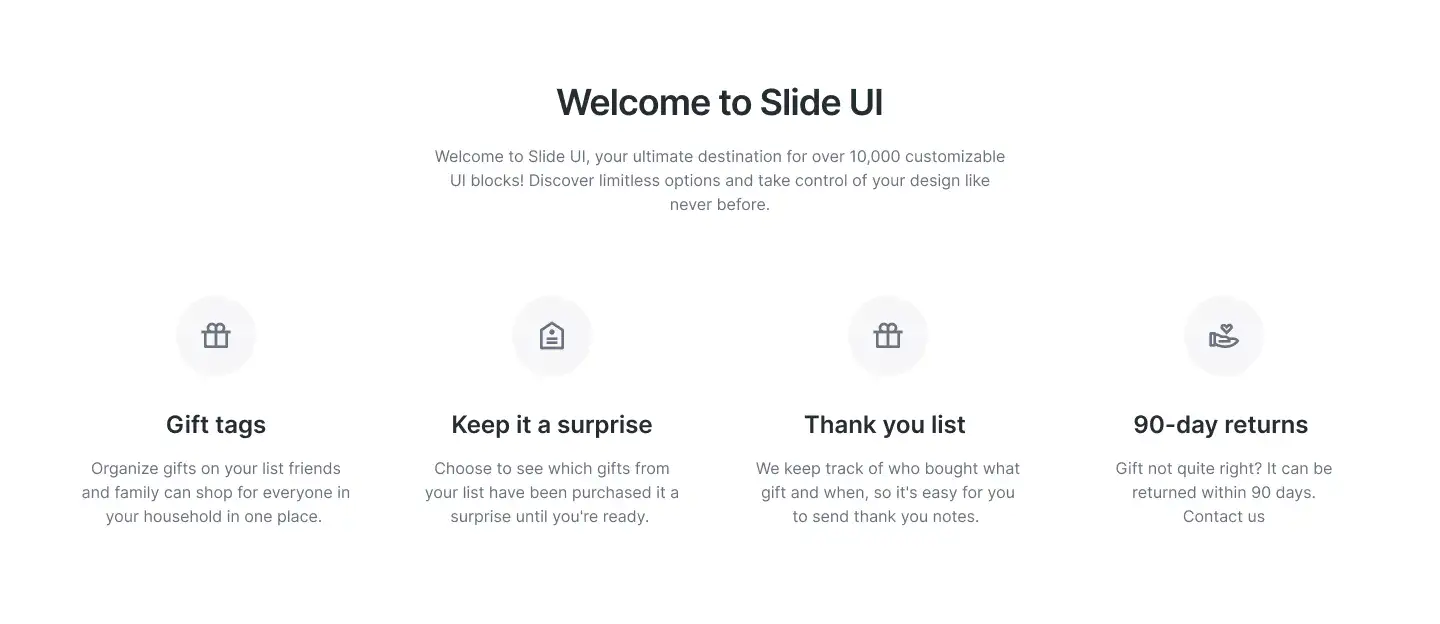 Welcome to Slide UI
Welcome to Slide UI, your ultimate destination for over 10,000 customizable
UI blocks! Discover limitless options and take control of your design like
never before.
Gift tags
Organize gifts on your list friends
and family can shop for everyone in
your household in one place.
Keep it a surprise
Choose to see which gifts from
your list have been purchased it a
surprise until you're ready.
Thank you list
We keep track of who bought what
gift and when, so it's easy for you
to send thank you notes.
90-day returns
Gift not quite right? It can be
returned within 90 days.
Contact us